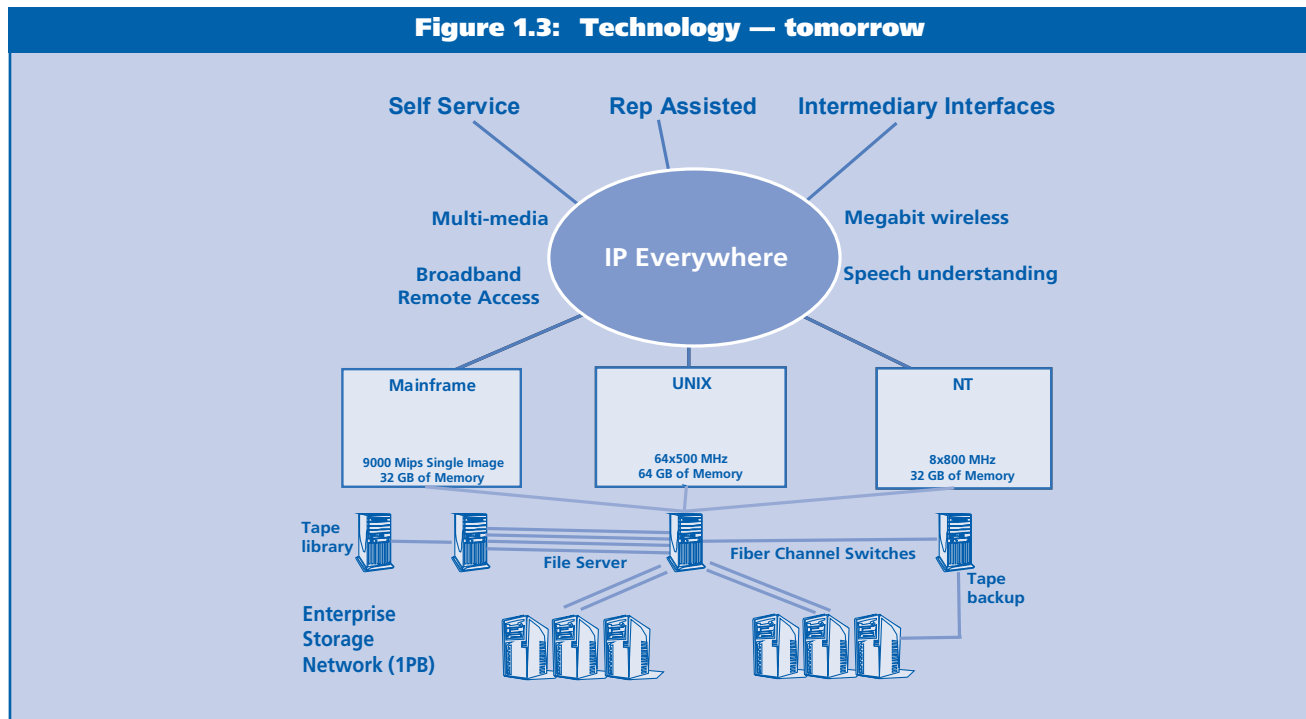 Figure 1.3: Technology — tomorrow
Self Service
Rep Assisted
Intermediary Interfaces
Multi-media
Megabit wireless
IP Everywhere
Broadband
Remote Access
Speech understanding
Mainframe
9000 Mips Single Image
32 GB of Memory
UNIX
64x500 MHz
64 GB of Memory
NT
8x800 MHz
32 GB of Memory
Tape
library
File Server
Fiber Channel Switches
Tape
backup
Enterprise
Storage
Network (1PB)